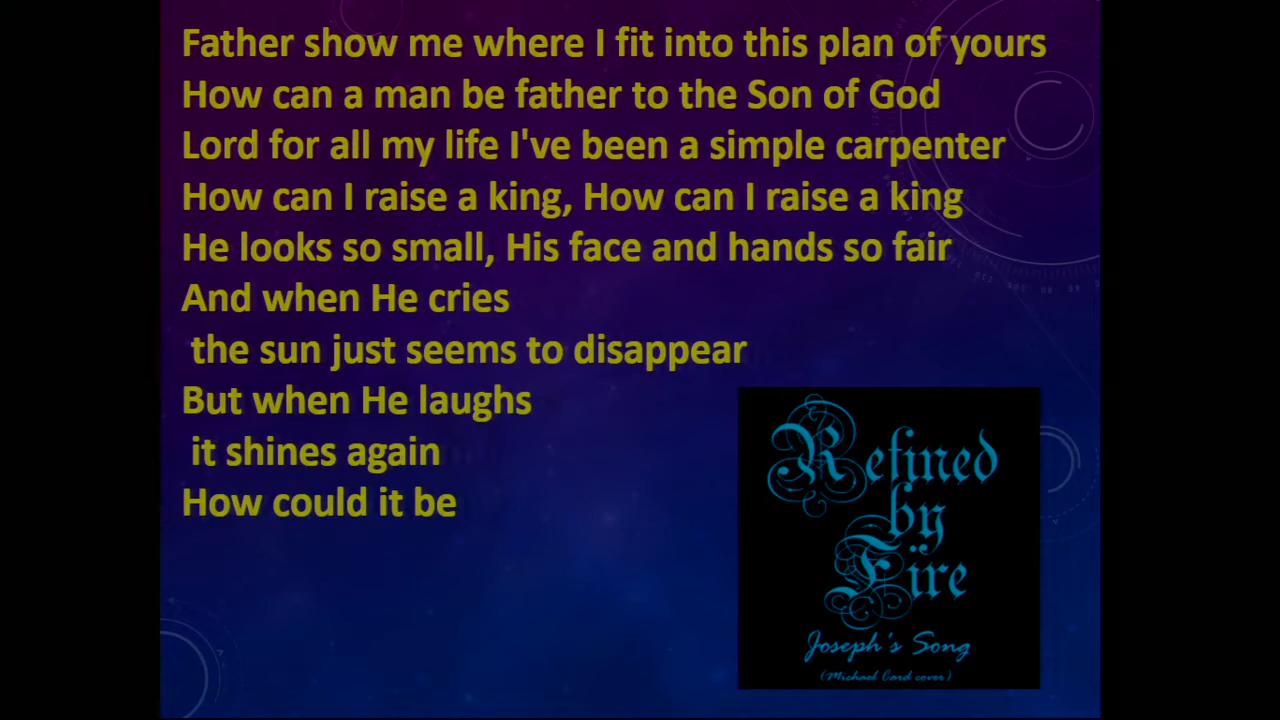 Father show me where I fit into this plan of yours
How can a man be father to the Son of God
Lord for all my life I've been a simple carpenter
How can I raise a king, How can I raise a king
He looks so small, His face and hands so fair
And when He cries
the sun just seems to disappear
But when He laughs
it shines again
How could it be
Refined
by
Fire
Joseph's Song
(Michael Card cover)